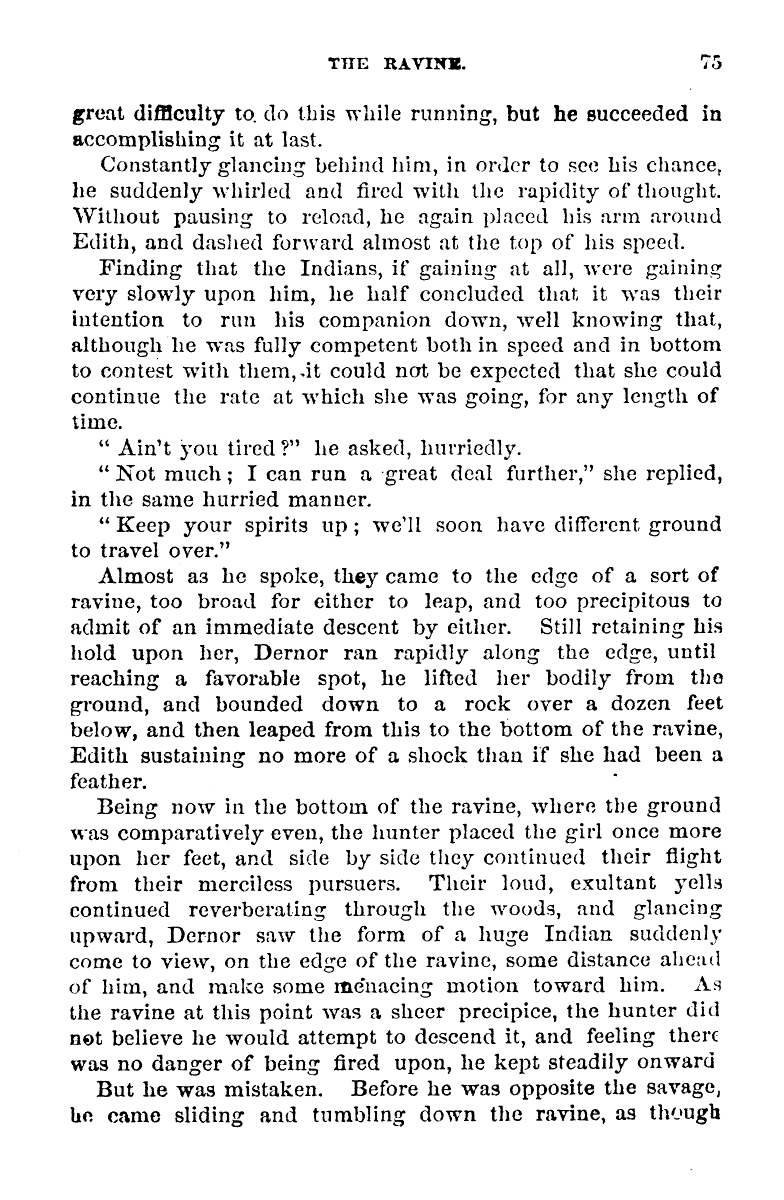 THE RAVINE. 75
great difficulty to. do this while running, but he succeeded in
accomplishing it at last.
Constantly glancing behind him, in order to see his chance,
he suddenly whirled and fired with the rapidity of thought.
Without pausing to reload, he again placed his arm around
Edith, and dashed forward almost at the top of his speed.
Finding that the Indians, if gaining at all, were gaining
very slowly upon him, he half concluded that it was their
intention to run his companion down, well knowing that,
although he was fully competent both in speed and in bottom
to contest with them, it could not be expected that she could
continue the rate at which she was going, for any length of
time.
“ Ain't you tired ?” he asked, hurriedly.
“ Not much ; I can run a great deal further,” she replied,
in the same hurried manner.
“ Keep your spirits up ; we'll soon have different ground
to travel over.”
Almost as he spoke, they came to the edge of a sort of
ravine, too broad for either to leap, and too precipitous to
admit of an immediate descent by either. Still retaining his
hold upon her, Dernor ran rapidly along the edge, until
reaching a favorable spot, he lifted her bodily from the
ground, and bounded down to a rock over a dozen feet
below, and then leaped from this to the bottom of the ravine,
Edith sustaining no more of a shock than if she had been a
feather.
Being now in the bottom of the ravine, where the ground
was comparatively even, the hunter placed the girl once more
upon her feet, and side by side they continued their flight
from their merciless pursuers. Their loud, exultant yells
continued reverberating through the woods, and glancing
upward, Dernor saw the form of a huge Indian suddenly
come to view, on the edge of the ravine, some distance ahead
of him, and make some menacing motion toward him. As
the ravine at this point was a sheer precipice, the hunter did
not believe he would attempt to descend it, and feeling there
was no danger of being fired upon, he kept steadily onward
But he was mistaken. Before he was opposite the savage,
he came sliding and tumbling down the ravine, as though